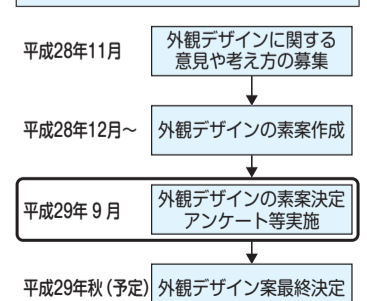 平成28年11月
外観デザインに関する
意見や考え方の募集
平成28年12月~
外観デザインの素案作成
平成29年9月
外観デザインの素案決定
アンケート等実施
平成29年秋(予定)
外観デザイン案最終決定